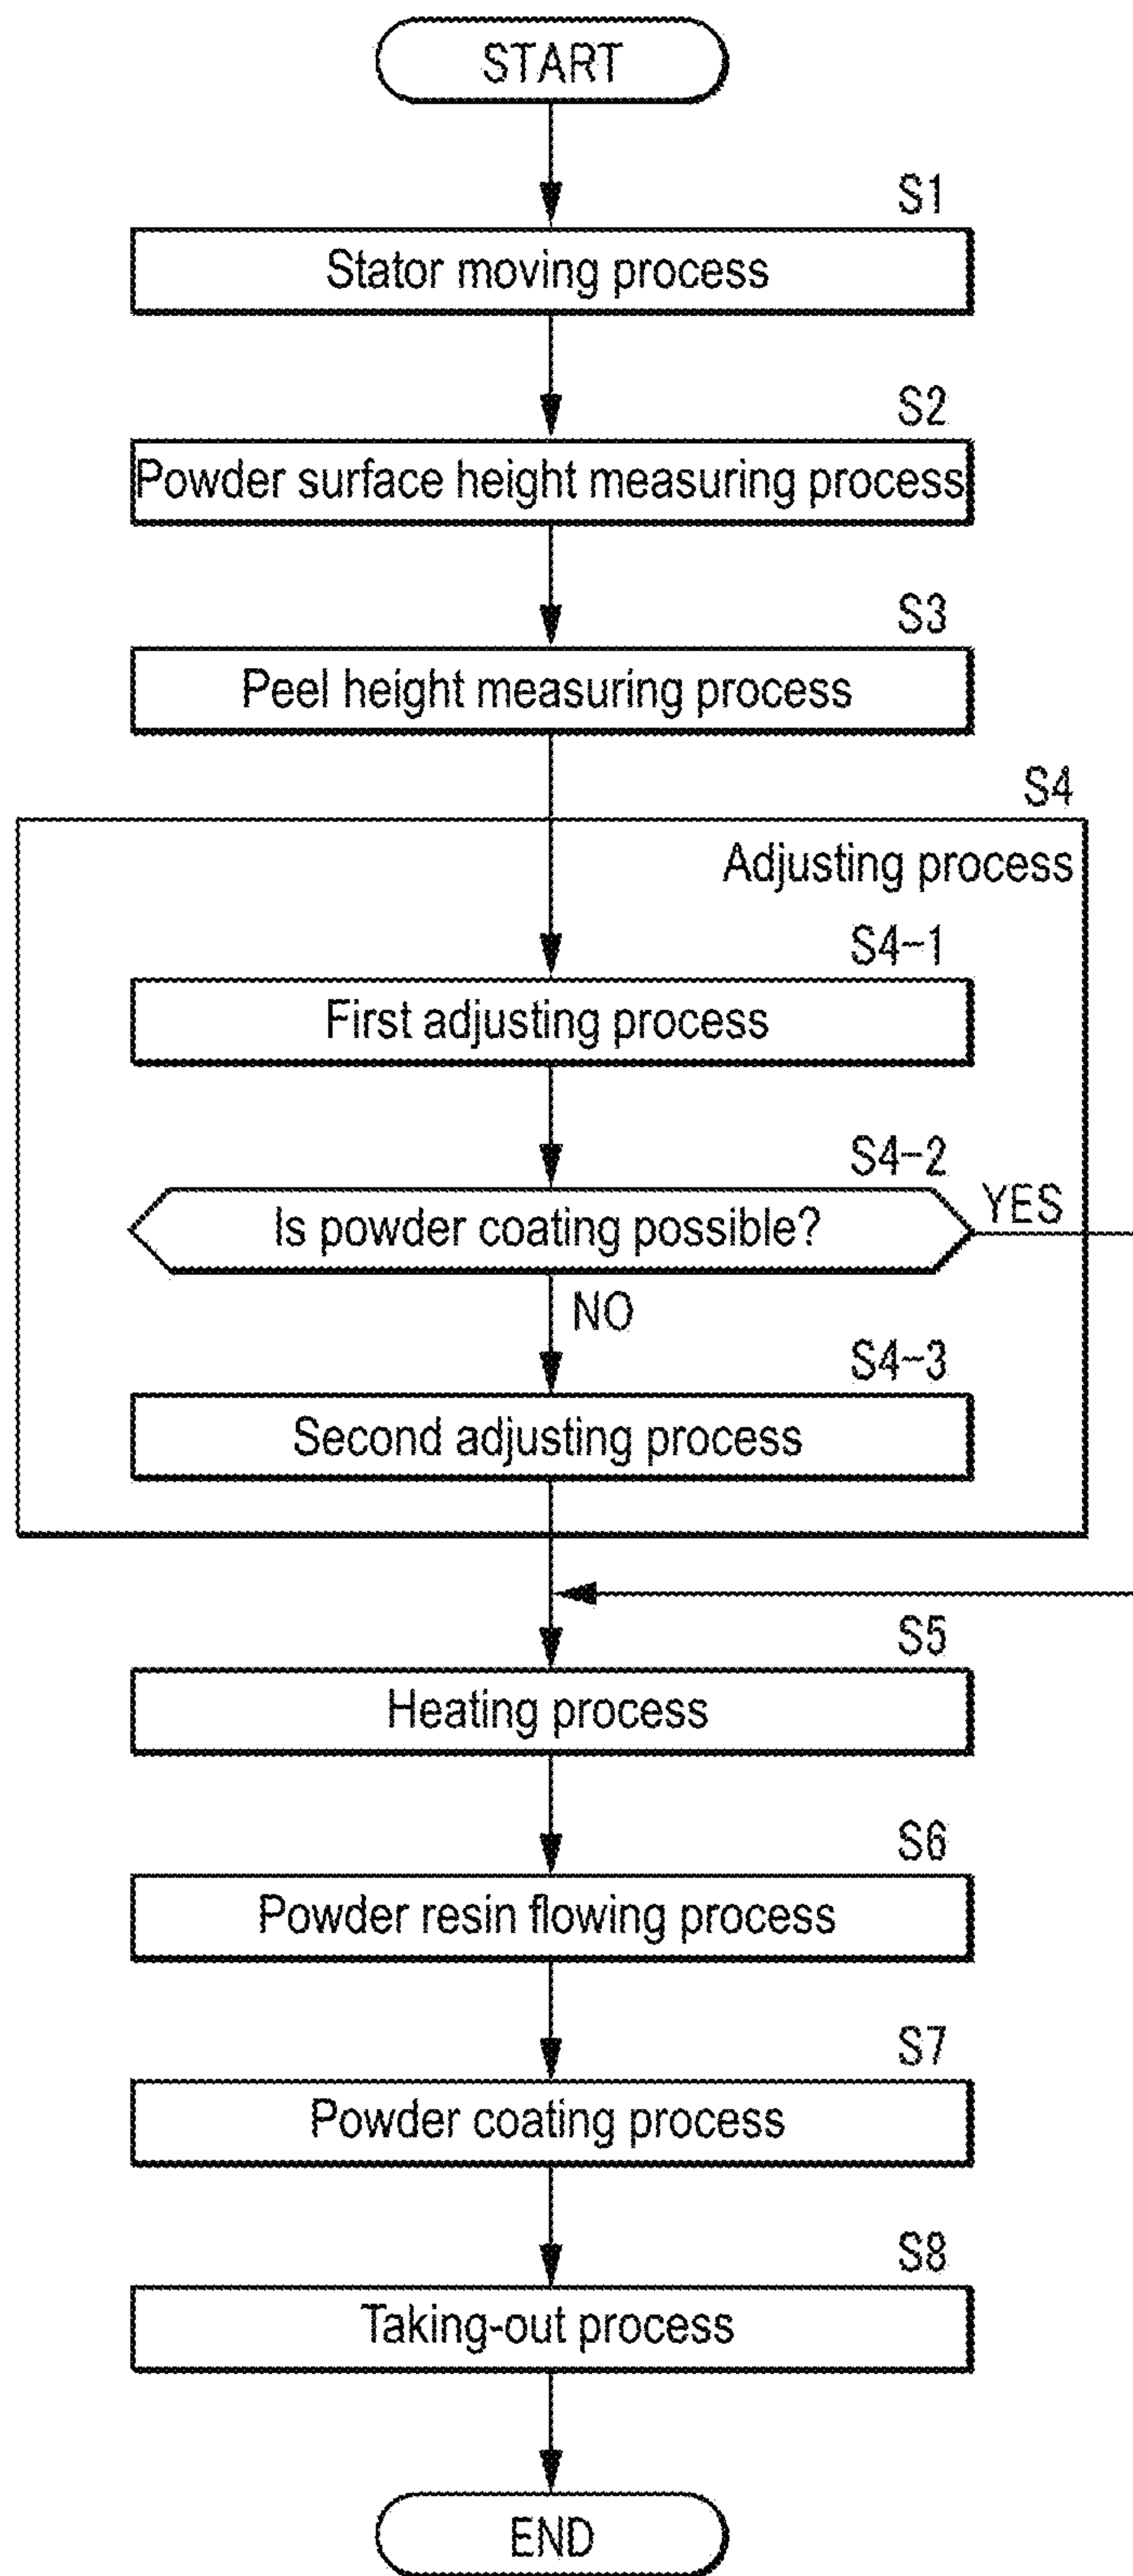 START
S1
Stator moving process
S2
Powder surface height measuring process
S3
Peel height measuring process
S4
Adjusting process
S4-1
First adjusting process
S4-2
Is powder coating possible?
YES
NO
S4-3
Second adjusting process
S5
Heating process
S6
Powder resin flowing process
S7
Powder coating process
S8
Taking-out process
END